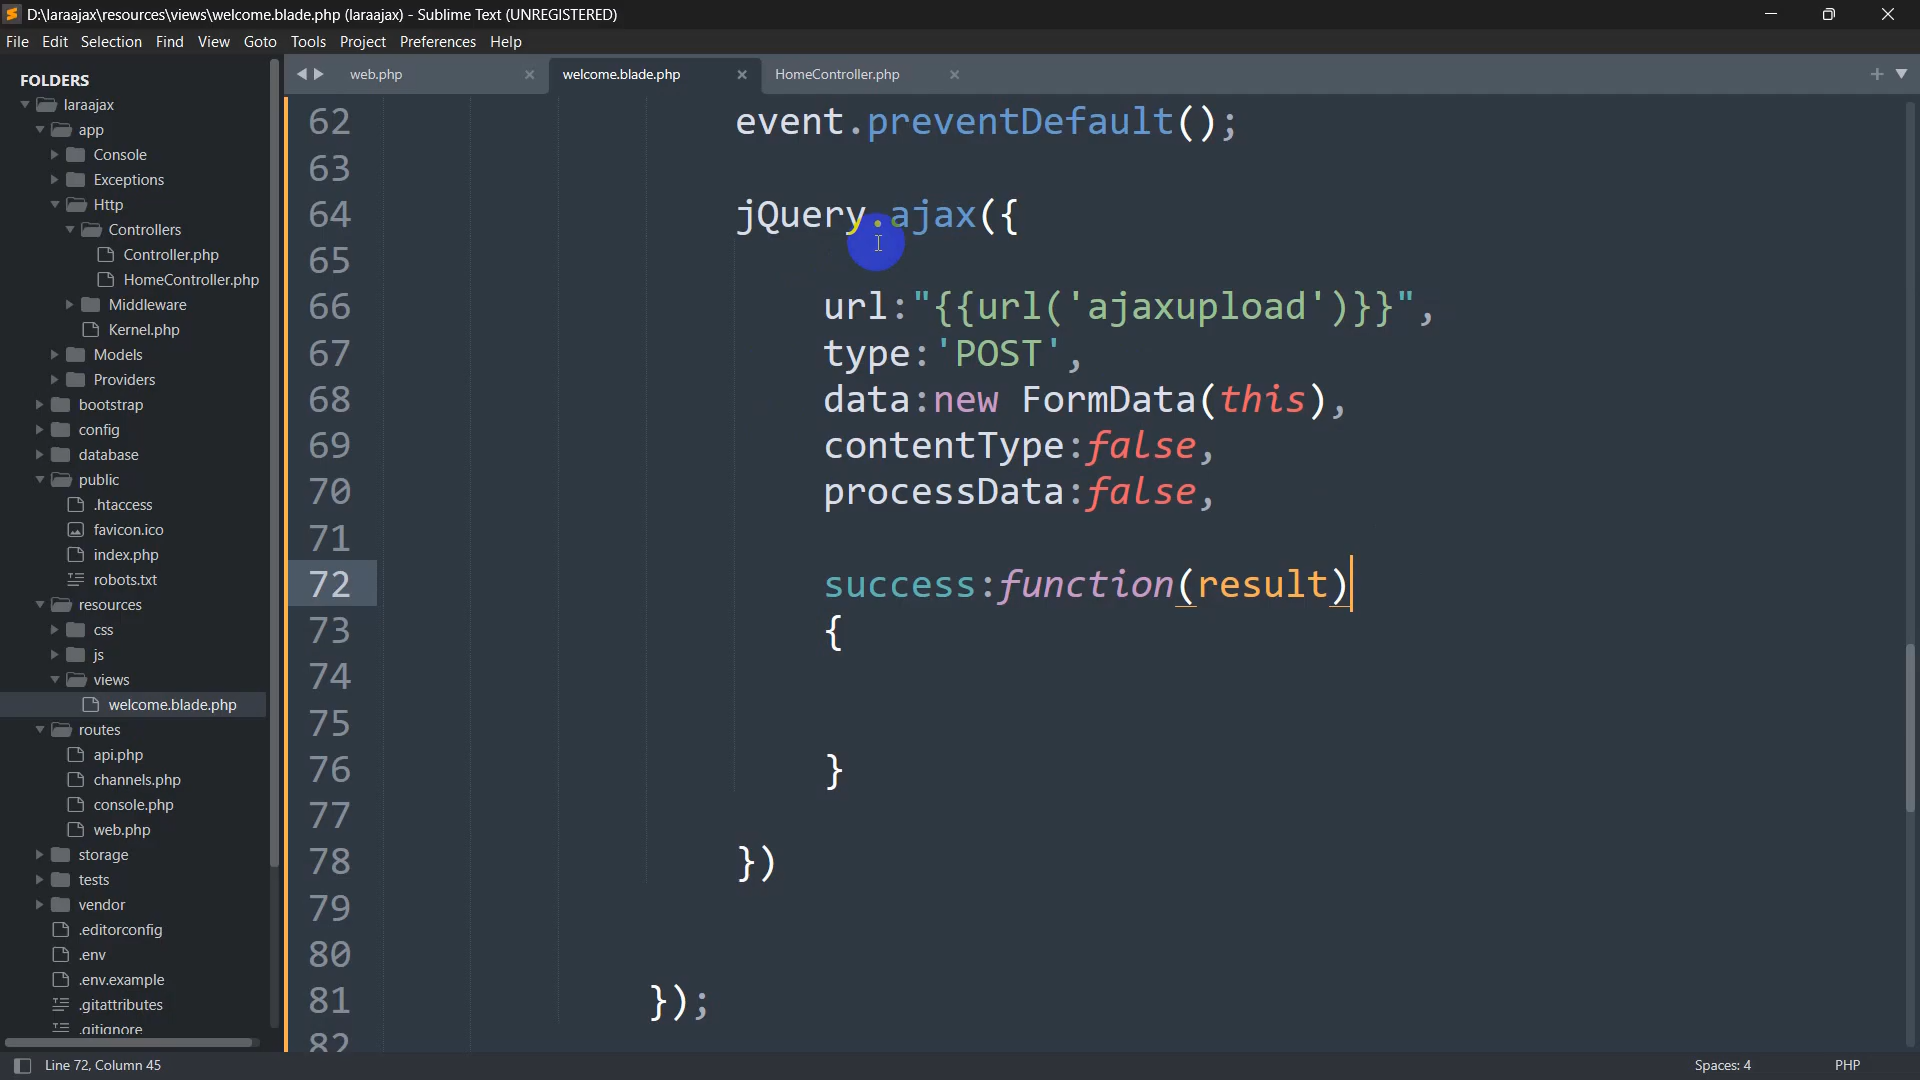 D:\laraajax\resources\views\welcome.blade.php (laraajax) - Sublime Text (UNREGISTERED)
File Edit Selection Find View Goto Tools Project Preferences Help
FOLDERS
laraajax
app
Console
Exceptions
Http
Controllers
Controller.php
HomeController.php
Middleware
Kernel.php
Models
Providers
bootstrap
config
database
public
.htaccess
favicon.ico
index.php
robots.txt
resources
css
js
views
welcome.blade.php
routes
api.php
channels.php
console.php
web.php
storage
tests
vendor
.editorconfig
.env
.env.example
.gitattributes
.gitignore
web.php welcome.blade.php HomeController.php
62 event.preventDefault();
63
64 jQuery.ajax({
65
66 url:"{{url('ajaxupload')}}",
67 type:'POST',
68 data:new FormData(this),
69 contentType:false,
70 processData:false,
71
72 success:function(result)
73 {
74
75
76 }
77
78 })
79
80
81 });
82
Line 72, Column 45
Spaces: 4 PHP